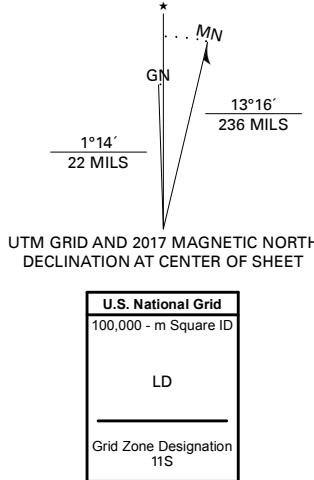 ★
MN
GN
13°16´
236 MILS
1°14´
22 MILS
UTM GRID AND 2017 MAGNETIC NORTH
DECLINATION AT CENTER OF SHEET
U.S. National Grid
100,000 - m Square ID
LD
Grid Zone Designation
11S